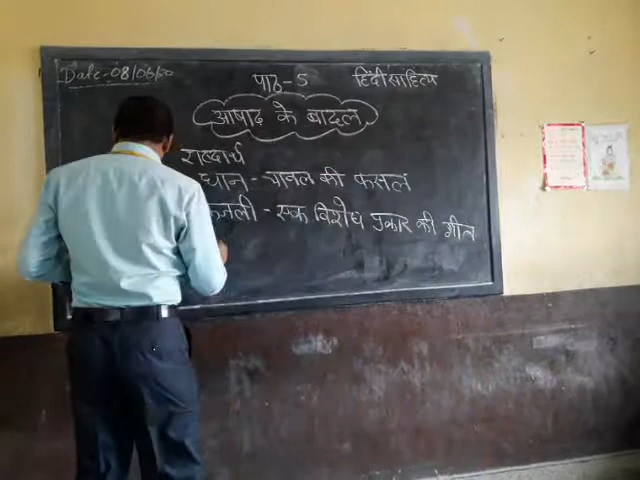 Date-08/06/20
पाठ-5
हिंदी साहित्य
आषाढ़ के बादल
शब्दार्थ
धान - चावल की फसल
कजली - एक विशेष प्रकार की गीत